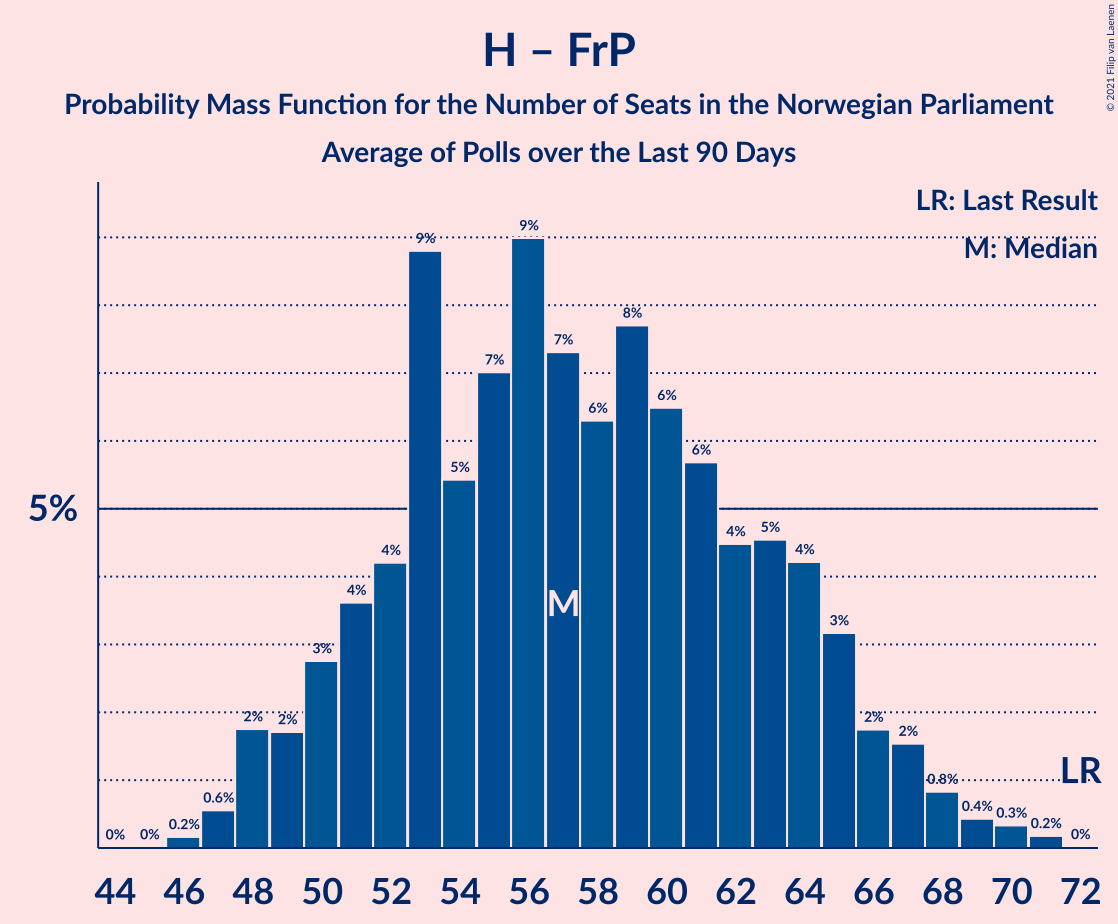 H – FrP
Probability Mass Function for the Number of Seats in the Norwegian Parliament
Average of Polls over the Last 90 Days
© 2021 Filip van Laenen
LR: Last Result
M: Median
5%
0% 0% 0.2% 0.6% 2% 2% 3% 4% 4% 9% 5% 7% 9% 7% 6% 8% 6% 6% 4% 5% 4% 3% 2% 2% 0.8% 0.4% 0.3% 0.2% 0%
M
LR
44 46 48 50 52 54 56 58 60 62 64 66 68 70 72